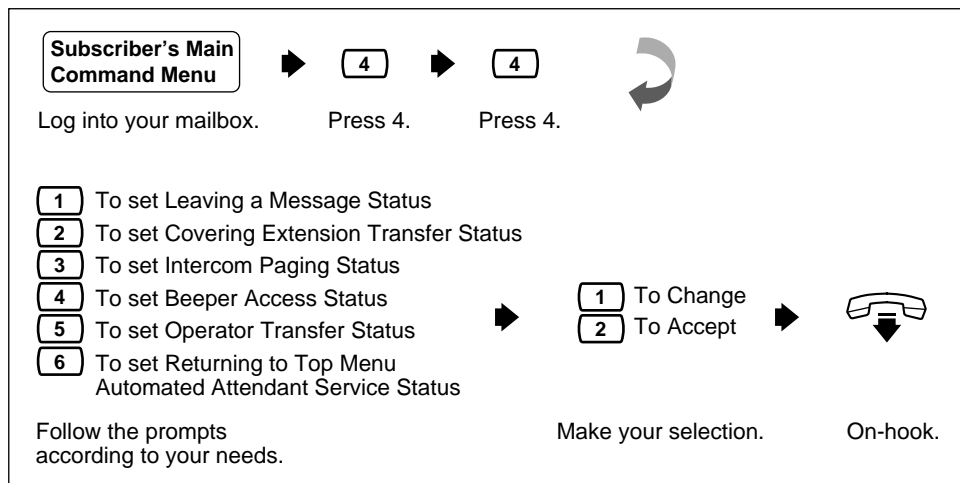 Subscriber's Main
Command Menu
4
4
Log into your mailbox.
Press 4.
Press 4.
1 To set Leaving a Message Status
2 To set Covering Extension Transfer Status
3 To set Intercom Paging Status
4 To set Beeper Access Status
5 To set Operator Transfer Status
6 To set Returning to Top Menu
Automated Attendant Service Status
1 To Change
2 To Accept
Follow the prompts
according to your needs.
Make your selection.
On-hook.